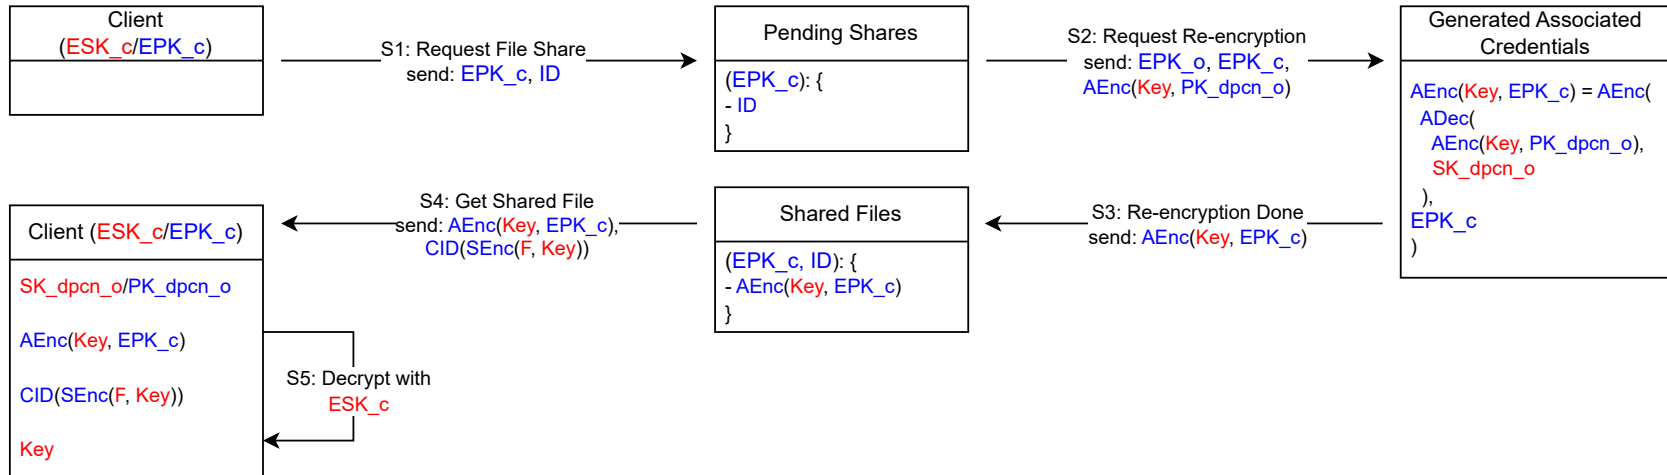 Client
(ESK_c/EPK_c)
S1: Request File Share
send: EPK_c, ID
Pending Shares
(EPK_c): {
- ID
}
S2: Request Re-encryption
send: EPK_o, EPK_c,
AEnc(Key, PK_dpcn_o)
Generated Associated
Credentials
AEnc(Key, EPK_c) = AEnc(
ADec(
AEnc(Key, PK_dpcn_o),
SK_dpcn_o
),
EPK_c
)
S3: Re-encryption Done
send: AEnc(Key, EPK_c)
Shared Files
(EPK_c, ID): {
- AEnc(Key, EPK_c)
}
S4: Get Shared File
send: AEnc(Key, EPK_c),
CID(SEnc(F, Key))
Client (ESK_c/EPK_c)
SK_dpcn_o/PK_dpcn_o
AEnc(Key, EPK_c)
CID(SEnc(F, Key))
Key
S5: Decrypt with
ESK_c